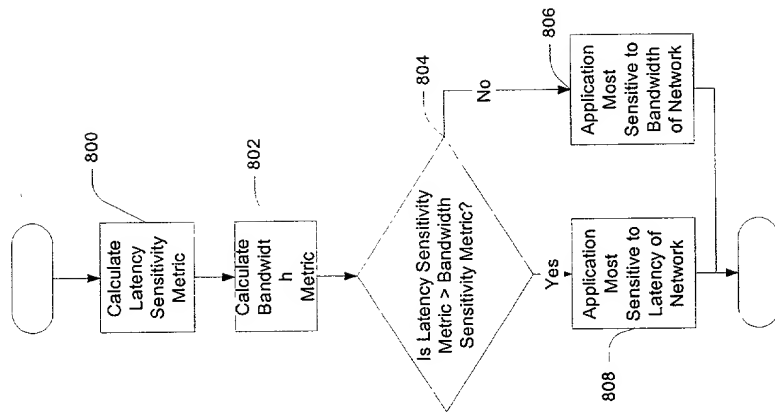 800
Calculate
Latency
Sensitivity
Metric
802
Calculate
Bandwidt
h
Metric
804
Is Latency Sensitivity
Metric > Bandwidth
Sensitivity Metric?
No
Yes
806
Application
Most
Sensitive to
Bandwidth
of Network
808
Application
Most
Sensitive to
Latency of
Network